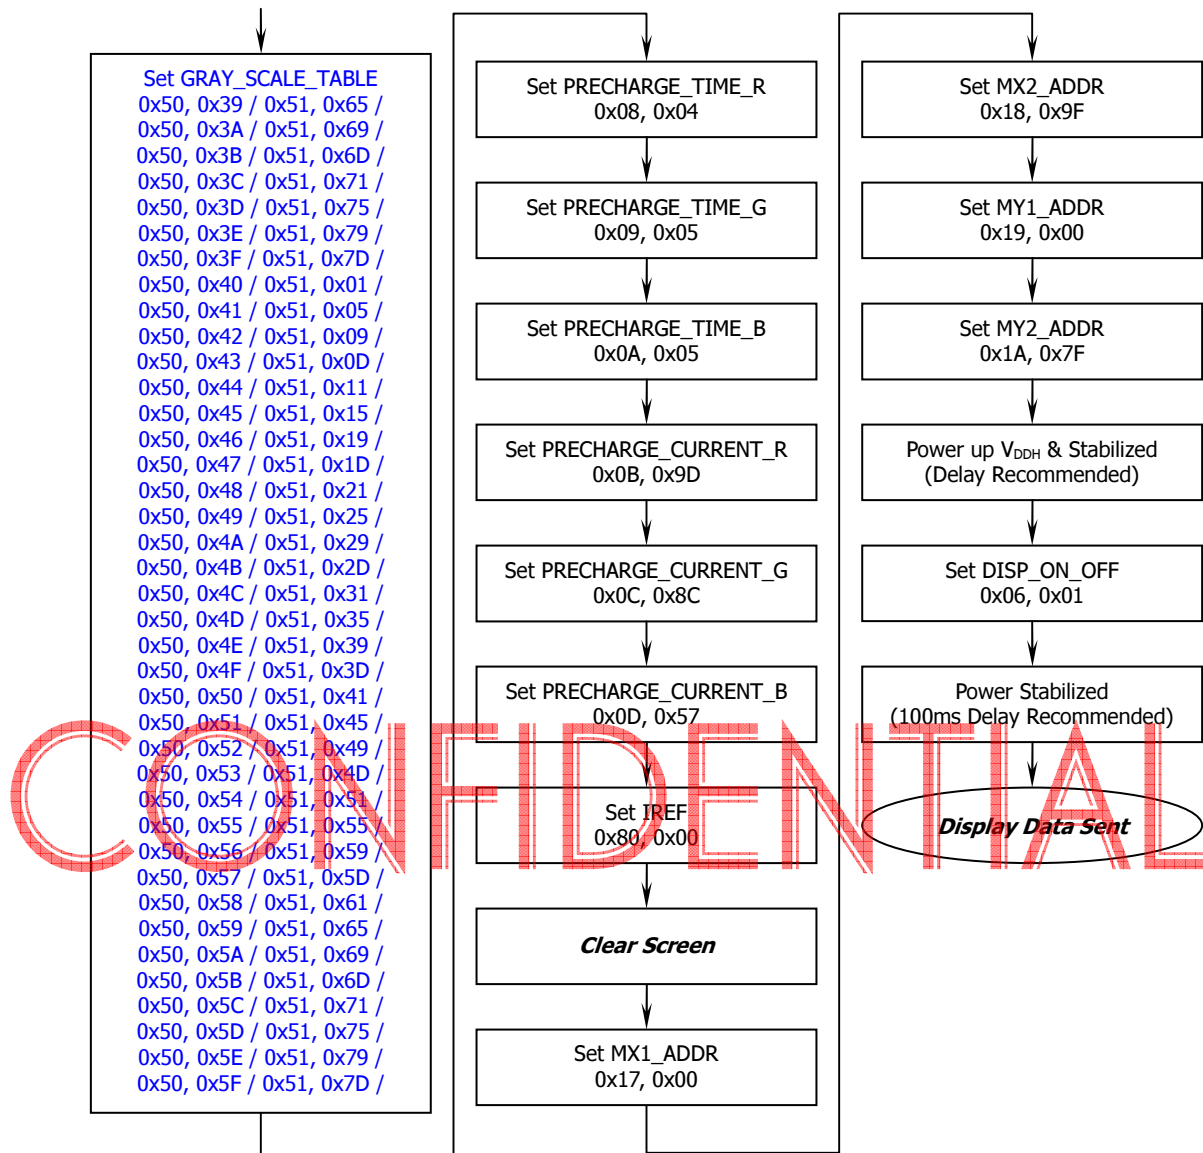 Set GRAY_SCALE_TABLE
0x50, 0x39 / 0x51, 0x65 /
0x50, 0x3A / 0x51, 0x69 /
0x50, 0x3B / 0x51, 0x6D /
0x50, 0x3C / 0x51, 0x71 /
0x50, 0x3D / 0x51, 0x75 /
0x50, 0x3E / 0x51, 0x79 /
0x50, 0x3F / 0x51, 0x7D /
0x50, 0x40 / 0x51, 0x01 /
0x50, 0x41 / 0x51, 0x05 /
0x50, 0x42 / 0x51, 0x09 /
0x50, 0x43 / 0x51, 0x0D /
0x50, 0x44 / 0x51, 0x11 /
0x50, 0x45 / 0x51, 0x15 /
0x50, 0x46 / 0x51, 0x19 /
0x50, 0x47 / 0x51, 0x1D /
0x50, 0x48 / 0x51, 0x21 /
0x50, 0x49 / 0x51, 0x25 /
0x50, 0x4A / 0x51, 0x29 /
0x50, 0x4B / 0x51, 0x2D /
0x50, 0x4C / 0x51, 0x31 /
0x50, 0x4D / 0x51, 0x35 /
0x50, 0x4E / 0x51, 0x39 /
0x50, 0x4F / 0x51, 0x3D /
0x50, 0x50 / 0x51, 0x41 /
0x50, 0x51 / 0x51, 0x45 /
0x50, 0x52 / 0x51, 0x49 /
0x50, 0x53 / 0x51, 0x4D /
0x50, 0x54 / 0x51, 0x51 /
0x50, 0x55 / 0x51, 0x55 /
0x50, 0x56 / 0x51, 0x59 /
0x50, 0x57 / 0x51, 0x5D /
0x50, 0x58 / 0x51, 0x61 /
0x50, 0x59 / 0x51, 0x65 /
0x50, 0x5A / 0x51, 0x69 /
0x50, 0x5B / 0x51, 0x6D /
0x50, 0x5C / 0x51, 0x71 /
0x50, 0x5D / 0x51, 0x75 /
0x50, 0x5E / 0x51, 0x79 /
0x50, 0x5F / 0x51, 0x7D /
Set PRECHARGE_TIME_R
0x08, 0x04
Set PRECHARGE_TIME_G
0x09, 0x05
Set PRECHARGE_TIME_B
0x0A, 0x05
Set PRECHARGE_CURRENT_R
0x0B, 0x9D
Set PRECHARGE_CURRENT_G
0x0C, 0x8C
Set PRECHARGE_CURRENT_B
0x0D, 0x57
Set IREF
0x80, 0x00
Clear Screen
Set MX1_ADDR
0x17, 0x00
Set MX2_ADDR
0x18, 0x9F
Set MY1_ADDR
0x19, 0x00
Set MY2_ADDR
0x1A, 0x7F
Power up VDDH & Stabilized
(Delay Recommended)
Set DISP_ON_OFF
0x06, 0x01
Power Stabilized
(100ms Delay Recommended)
Display Data Sent
CONFIDENTIAL